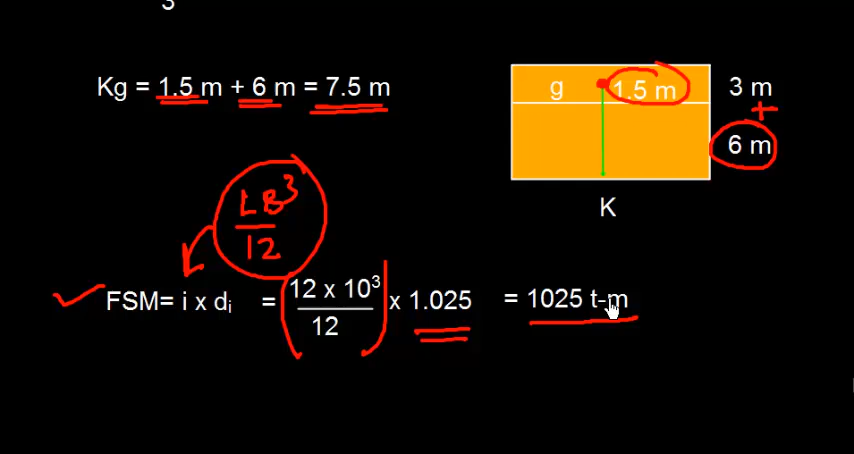 3
Kg = 1.5 m + 6 m = 7.5 m
g 1.5 m 3 m
+
6 m
K
LB³
12
FSM= i x dᵢ = (12 x 10³ / 12) x 1.025 = 1025 t-m